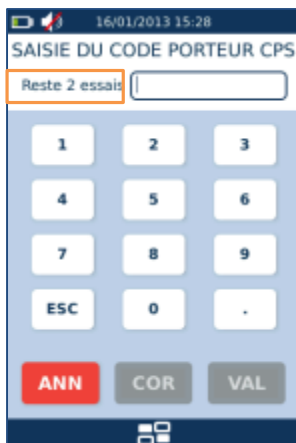 16/01/2013 15:28
SAISIE DU CODE PORTEUR CPS
Reste 2 essais
1 2 3
4 5 6
7 8 9
ESC 0 .
ANN COR VAL